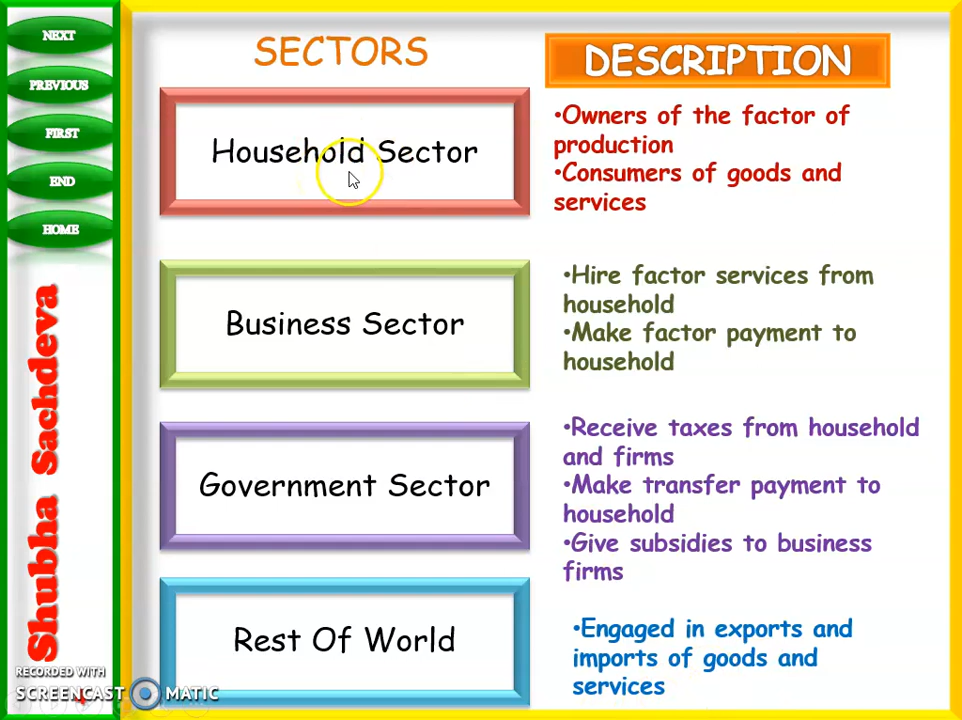 NEXT
PREVIOUS
FIRST
END
HOME
Shubha Sachdeva
SECTORS
DESCRIPTION
Household Sector
•Owners of the factor of
production
•Consumers of goods and
services
Business Sector
•Hire factor services from
household
•Make factor payment to
household
Government Sector
•Receive taxes from household
and firms
•Make transfer payment to
household
•Give subsidies to business
firms
Rest Of World
•Engaged in exports and
imports of goods and
services
RECORDED WITH
SCREENCAST MATIC